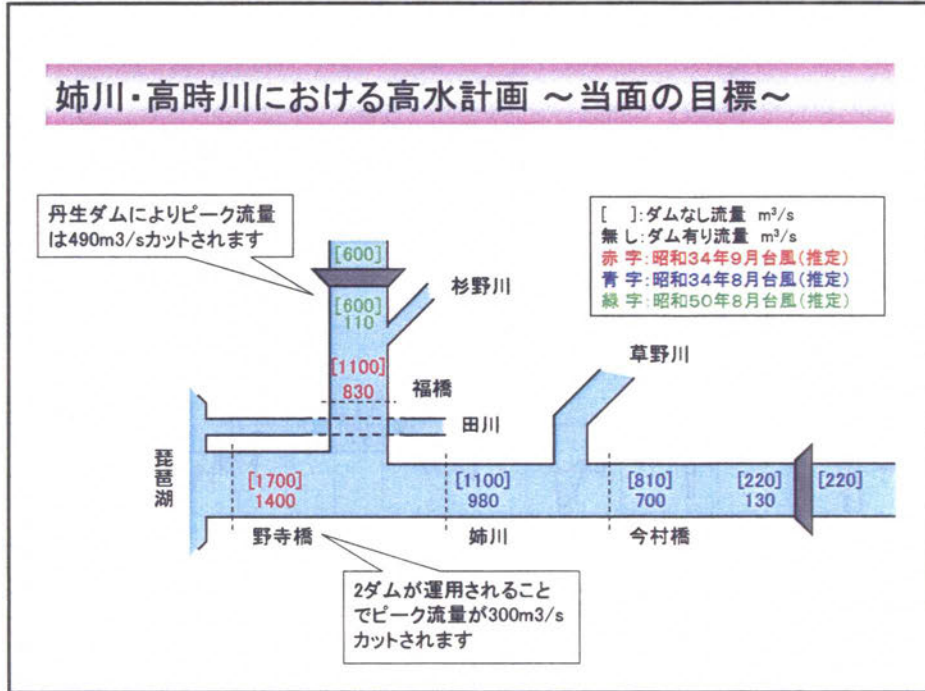 姉川・高時川における高水計画 ～当面の目標～
丹生ダムによりピーク流量
は490m3/sカットされます
[　]:ダムなし流量 m³/s
無 し:ダム有り流量 m³/s
赤 字:昭和34年9月台風(推定)
青 字:昭和34年8月台風(推定)
緑 字:昭和50年8月台風(推定)
[600]
杉野川
[600]
110
草野川
[1100]
830
福橋
田川
琵琶湖
[1700]
1400
[1100]
980
[810]
700
[220]
130
[220]
野寺橋
姉川
今村橋
2ダムが運用されること
でピーク流量が300m3/s
カットされます